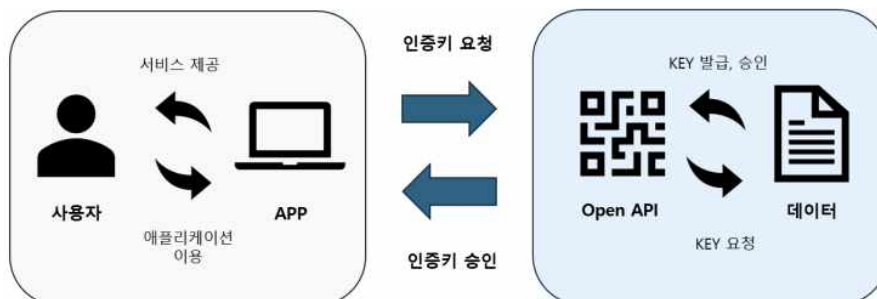 서비스 제공
사용자
APP
애플리케이션
이용
인증키 요청
인증키 승인
KEY 발급, 승인
Open API
데이터
KEY 요청